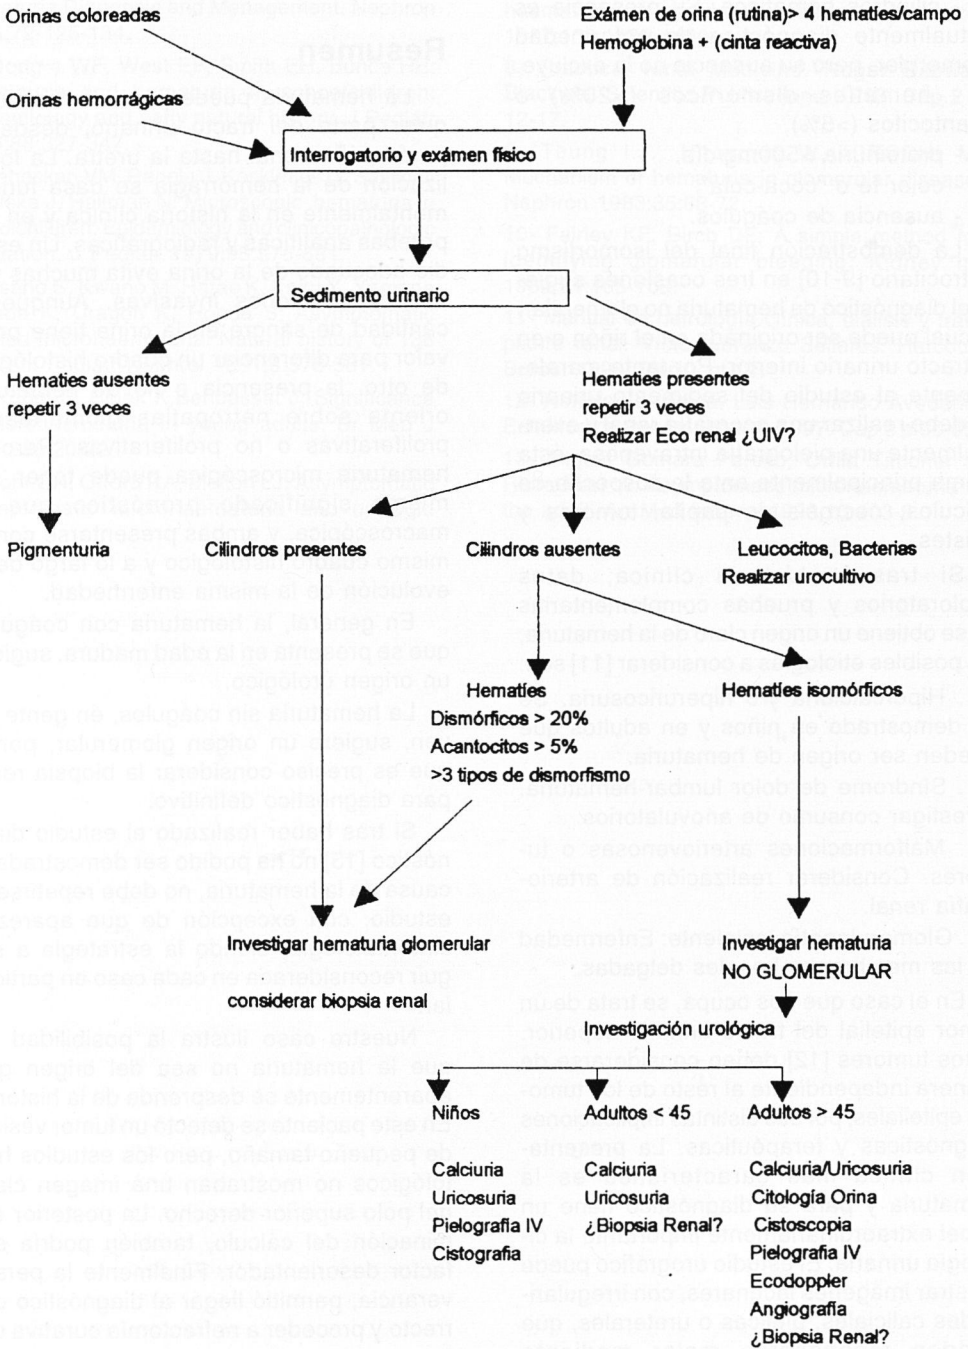 Orinas coloreadas
Exámen de orina (rutina)> 4 hematíes/campo
Hemoglobina + (cinta reactiva)
Orinas hemorrágicas
Interrogatorio y exámen físico
Sedimento urinario
Hematíes ausentes
repetir 3 veces
Hematíes presentes
repetir 3 veces
Realizar Eco renal ¿UIV?
Pigmenturia
Cilindros presentes
Cilindros ausentes
Leucocitos, Bacterias
Realizar urocultivo
Hematíes
Dismórficos > 20%
Acantocitos > 5%
>3 tipos de dismorfismo
Hematíes isomórficos
Investigar hematuria glomerular
considerar biopsia renal
Investigar hematuria
NO GLOMERULAR
Investigación urológica
Niños
Calciuria
Uricosuria
Pielografía IV
Cistografía
Adultos < 45
Calciuria
Uricosuria
¿Biopsia Renal?
Adultos > 45
Calciuria/Uricosuria
Citología Orina
Cistoscopia
Pielografía IV
Ecodoppler
Angiografía
¿Biopsia Renal?